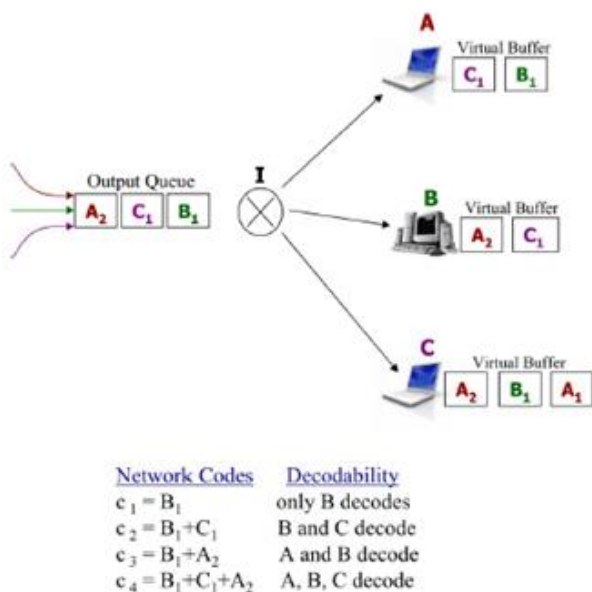 A
Virtual Buffer
C₁ B₁
I
Output Queue
A₂ C₁ B₁
B
Virtual Buffer
A₂ C₁
C
Virtual Buffer
A₂ B₁ A₁
Network Codes Decodability
c₁ = B₁ only B decodes
c₂ = B₁+C₁ B and C decode
c₃ = B₁+A₂ A and B decode
c₄ = B₁+C₁+A₂ A, B, C decode